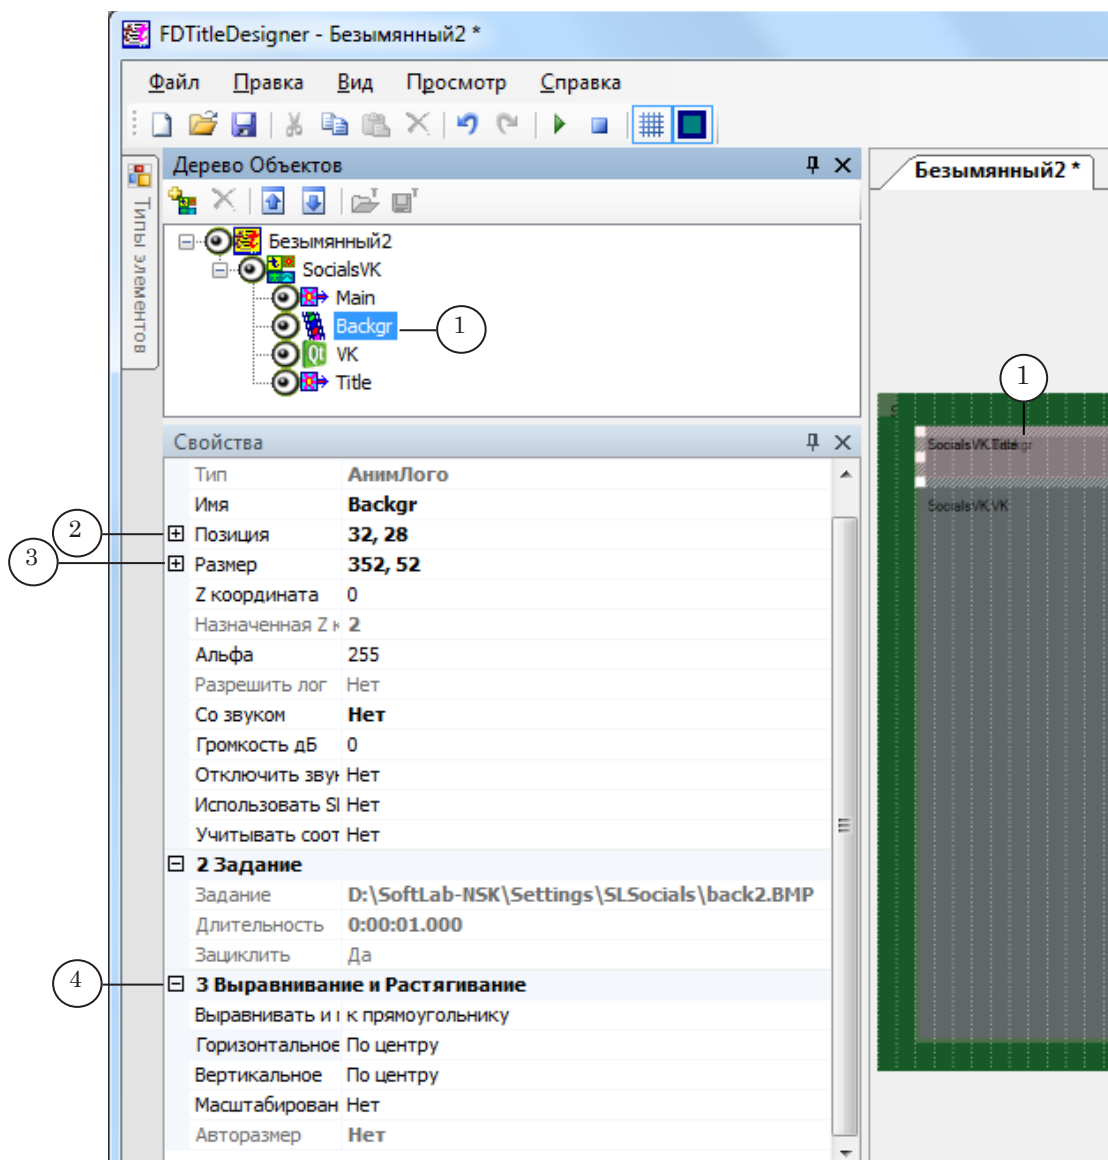 FDTitleDesigner - Безымянный2 *
Файл Правка Вид Просмотр Справка
Типы элементов
Дерево Объектов
Безымянный2
SocialsVK
Main
Backgr
VK
Title
1
Безымянный2 *
1
SocialsVK.Title
SocialsVK.VK
Свойства
Тип АнимЛого
Имя Backgr
2
Позиция 32, 28
3
Размер 352, 52
Z координата 0
Назначенная Z к 2
Альфа 255
Разрешить лог Нет
Со звуком Нет
Громкость дБ 0
Отключить звук Нет
Использовать Sl Нет
Учитывать соот Нет
2 Задание
Задание D:\SoftLab-NSK\Settings\SLSocials\back2.BMP
Длительность 0:00:01.000
Зациклить Да
4
3 Выравнивание и Растягивание
Выравнивать и к прямоугольнику
Горизонтальное По центру
Вертикальное По центру
Масштабирован Нет
Авторазмер Нет